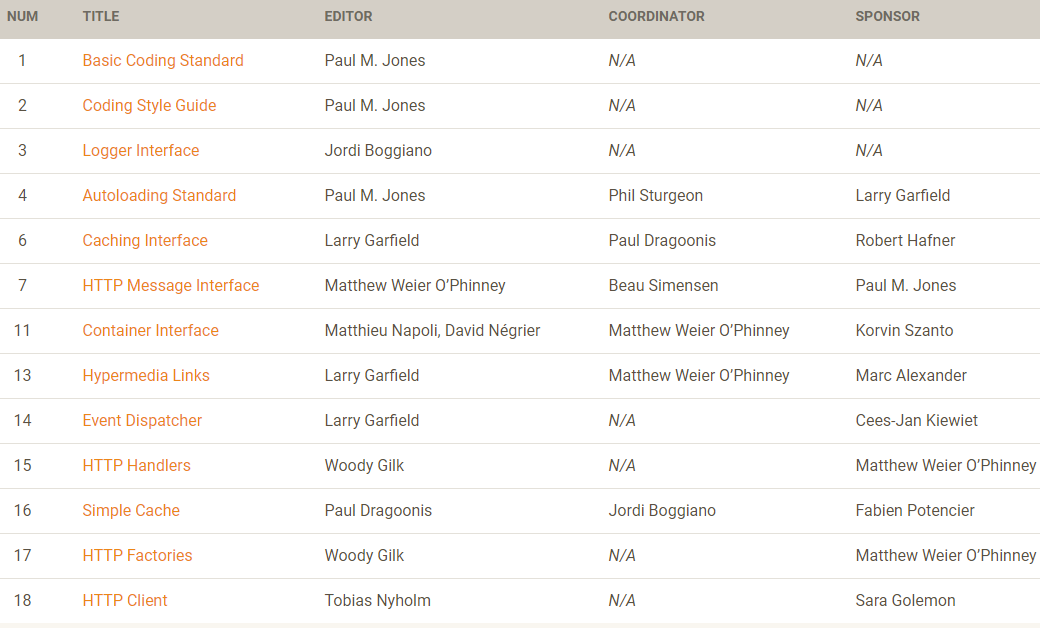 NUM TITLE EDITOR COORDINATOR SPONSOR
1 Basic Coding Standard Paul M. Jones N/A N/A
2 Coding Style Guide Paul M. Jones N/A N/A
3 Logger Interface Jordi Boggiano N/A N/A
4 Autoloading Standard Paul M. Jones Phil Sturgeon Larry Garfield
6 Caching Interface Larry Garfield Paul Dragoonis Robert Hafner
7 HTTP Message Interface Matthew Weier O’Phinney Beau Simensen Paul M. Jones
11 Container Interface Matthieu Napoli, David Négrier Matthew Weier O’Phinney Korvin Szanto
13 Hypermedia Links Larry Garfield Matthew Weier O’Phinney Marc Alexander
14 Event Dispatcher Larry Garfield N/A Cees-Jan Kiewiet
15 HTTP Handlers Woody Gilk N/A Matthew Weier O’Phinney
16 Simple Cache Paul Dragoonis Jordi Boggiano Fabien Potencier
17 HTTP Factories Woody Gilk N/A Matthew Weier O’Phinney
18 HTTP Client Tobias Nyholm N/A Sara Golemon